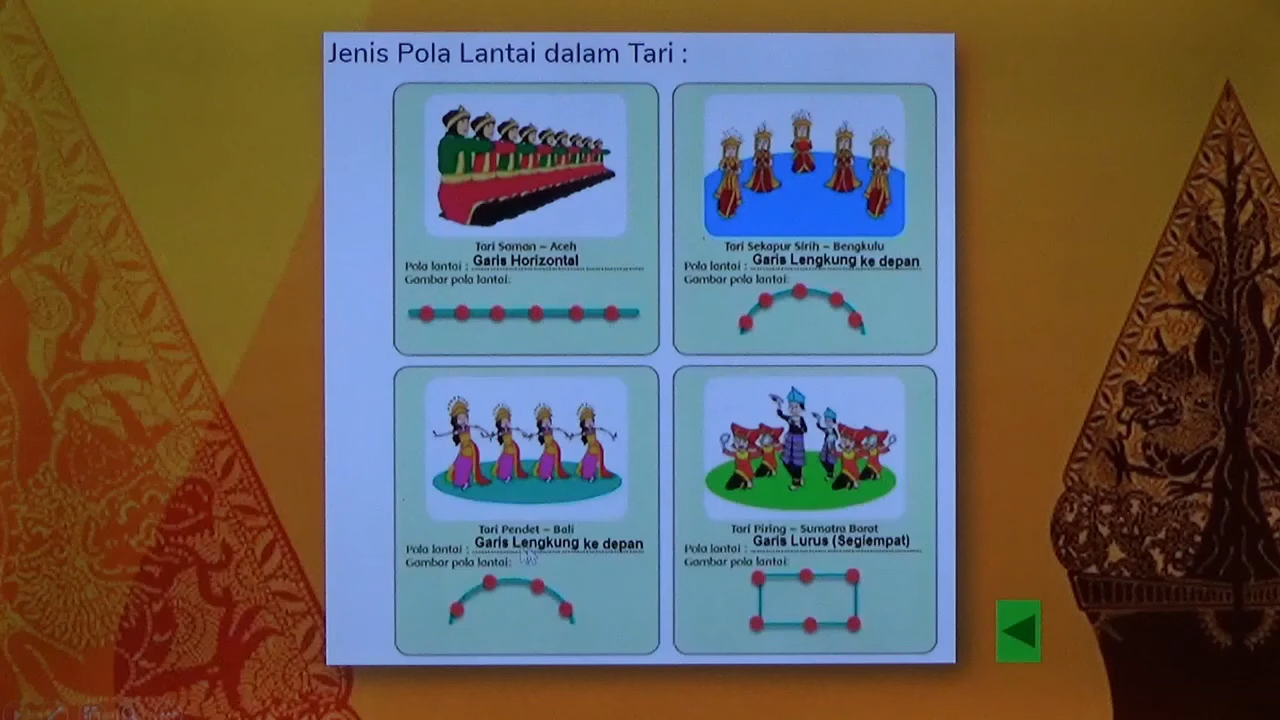 Jenis Pola Lantai dalam Tari :
Tari Saman – Aceh
Pola lantai : Garis Horizontal
Gambar pola lantai:
Tari Sekapur Sirih – Bengkulu
Pola lantai : Garis Lengkung ke depan
Gambar pola lantai:
Tari Pendet – Bali
Pola lantai : Garis Lengkung ke depan
Gambar pola lantai:
Tari Piring – Sumatra Barat
Pola lantai : Garis Lurus (Segiempat)
Gambar pola lantai: